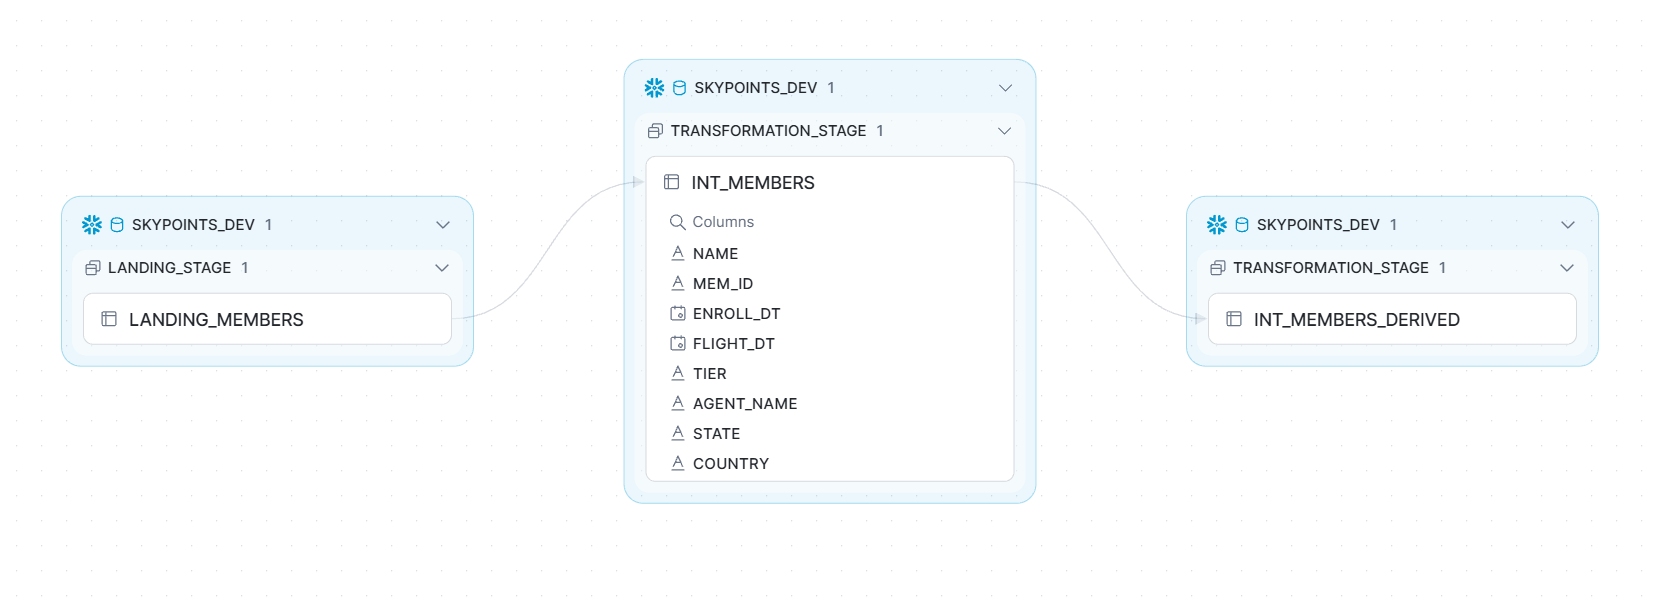 SKYPOINTS_DEV 1
LANDING_STAGE 1
LANDING_MEMBERS
SKYPOINTS_DEV 1
TRANSFORMATION_STAGE 1
INT_MEMBERS
Columns
NAME
MEM_ID
ENROLL_DT
FLIGHT_DT
TIER
AGENT_NAME
STATE
COUNTRY
SKYPOINTS_DEV 1
TRANSFORMATION_STAGE 1
INT_MEMBERS_DERIVED